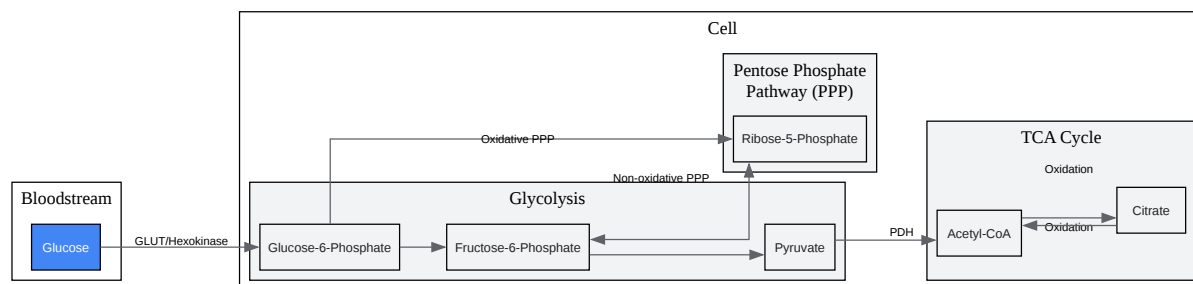 Cell
Pentose Phosphate
Pathway (PPP)
Ribose-5-Phosphate
TCA Cycle
Oxidative PPP
Oxidation
Non-oxidative PPP
Bloodstream
Glycolysis
Citrate
Glucose
GLUT/Hexokinase
Glucose-6-Phosphate
Fructose-6-Phosphate
Pyruvate
PDH
Acetyl-CoA
Oxidation